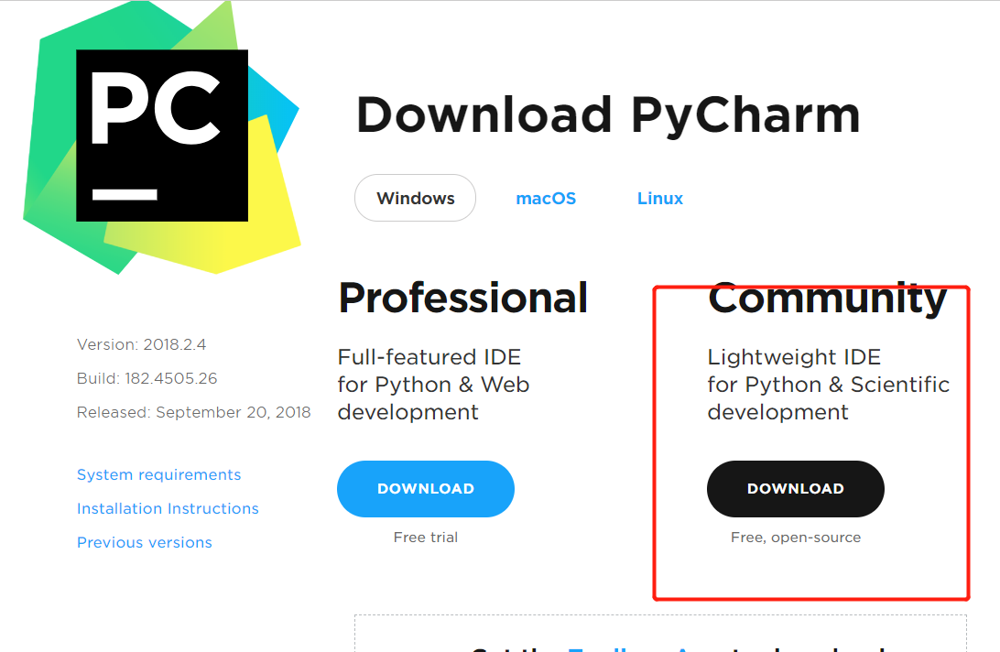 PC
Download PyCharm
Windows
macOS
Linux
Professional
Community
Version: 2018.2.4
Build: 182.4505.26
Released: September 20, 2018
Full-featured IDE
for Python & Web
development
Lightweight IDE
for Python & Scientific
development
System requirements
Installation Instructions
Previous versions
DOWNLOAD
Free trial
DOWNLOAD
Free, open-source